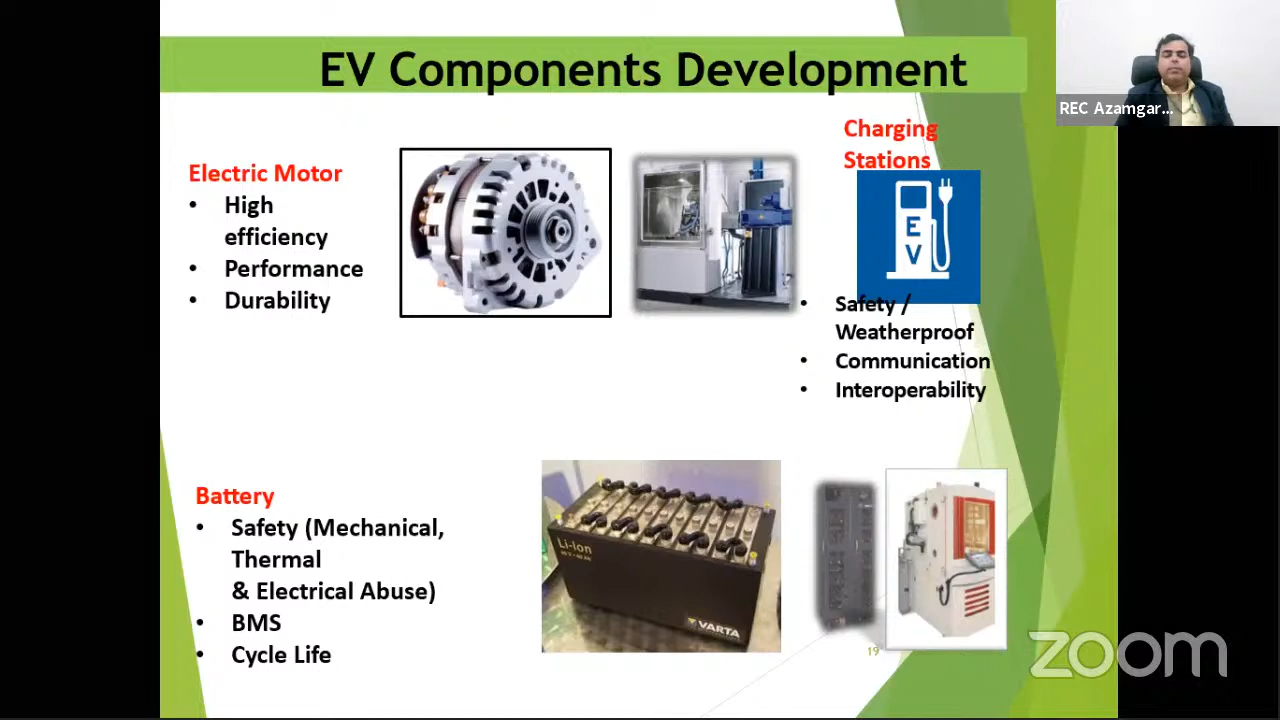 EV Components Development
REC Azamgar...
Electric Motor
• High
efficiency
• Performance
• Durability
Charging
Stations
EV
• Safety /
Weatherproof
• Communication
• Interoperability
Battery
• Safety (Mechanical,
Thermal
& Electrical Abuse)
• BMS
• Cycle Life
Li-Ion
VARTA
19
zoom